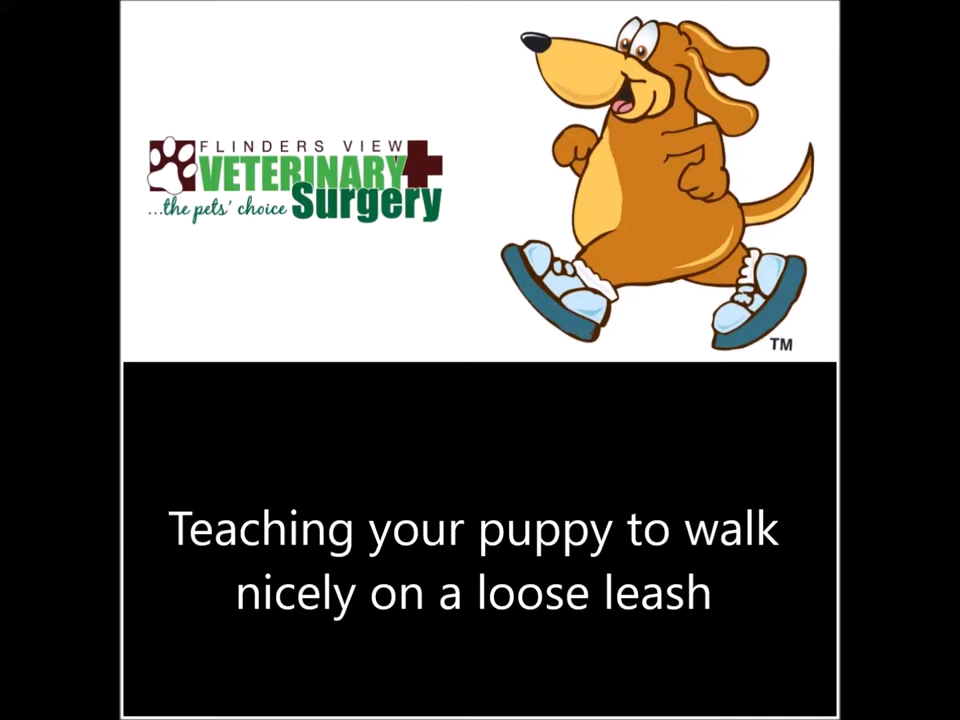 FLINDERS VIEW
VETERINARY
...the pets' choice Surgery
TM
Teaching your puppy to walk
nicely on a loose leash